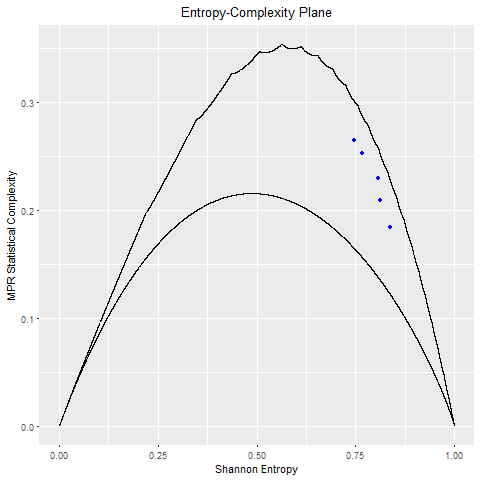 Entropy-Complexity Plane
MPR Statistical Complexity
0.3
0.2
0.1
0.0
0.00 0.25 0.50 0.75 1.00
Shannon Entropy